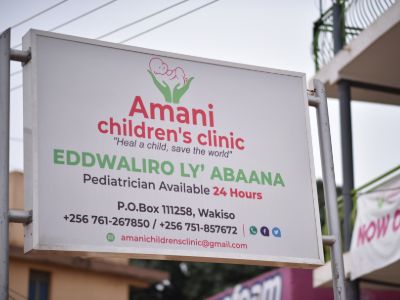 Amani
children's clinic
"Heal a child, save the world"
EDDWALIRO LY' ABAANA
Pediatrician Available 24 Hours
P.O.Box 111258, Wakiso
+256 761-267850 / +256 751-857672
amanichildrensclinic@gmail.com
NOW